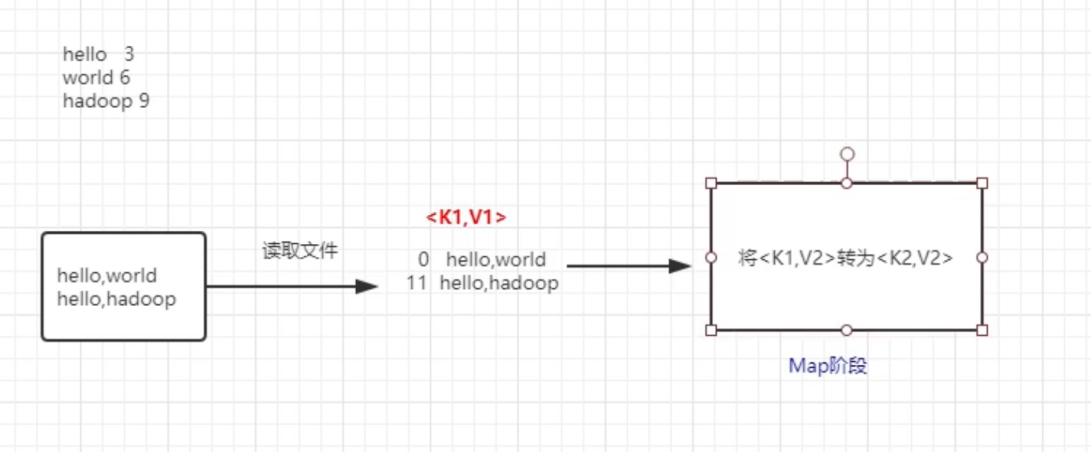 hello 3
world 6
hadoop 9
<K1,V1>
读取文件
hello,world
hello,hadoop
0 hello,world
11 hello,hadoop
将<K1,V2>转为<K2,V2>
Map阶段